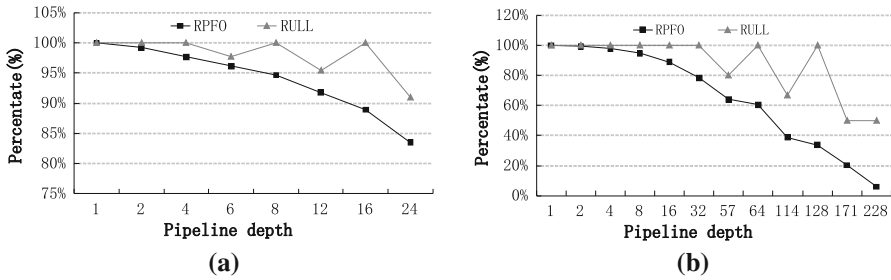 105%
100%
95%
90%
85%
80%
75%
Percentate(%)
RPFO
RULL
1 2 4 6 8 12 16 24
Pipeline depth
(a)
120%
100%
80%
60%
40%
20%
0%
Percentate(%)
RPFO
RULL
1 2 4 8 16 32 57 64 114 128 171 228
Pipeline depth
(b)